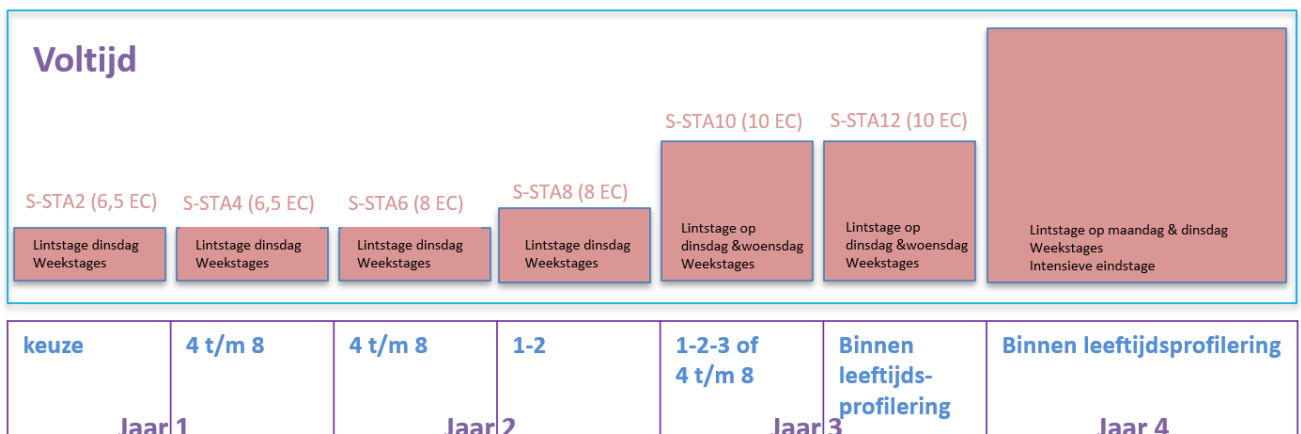 Voltijd
S-STA10 (10 EC)
S-STA12 (10 EC)
S-STA2 (6,5 EC)
S-STA4 (6,5 EC)
S-STA6 (8 EC)
S-STA8 (8 EC)
Lintstage dinsdag
Weekstages
Lintstage dinsdag
Weekstages
Lintstage dinsdag
Weekstages
Lintstage dinsdag
Weekstages
Lintstage op
dinsdag &woensdag
Weekstages
Lintstage op
dinsdag &woensdag
Weekstages
Lintstage op maandag & dinsdag
Weekstages
Intensieve eindstage
keuze
4 t/m 8
4 t/m 8
1-2
1-2-3 of
4 t/m 8
Binnen
leeftijds-
profilering
Binnen leeftijdsprofilering
Jaar 1
Jaar 2
Jaar 3
Jaar 4